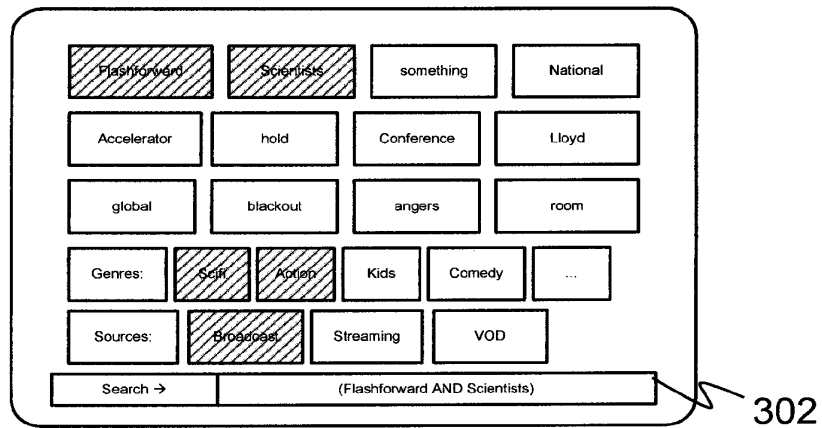 Flashforward Scientists something National
Accelerator hold Conference Lloyd
global blackout angers room
Genres: Scifi Action Kids Comedy ...
Sources: Broadcast Streaming VOD
Search → (Flashforward AND Scientists)
302